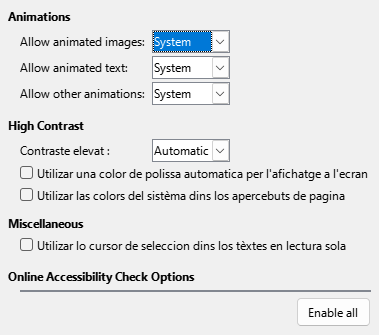 Animations
Allow animated images: System
Allow animated text: System
Allow other animations: System
High Contrast
Contraste elevat : Automatic
Utilizar una color de polissa automatica per l'afichatge a l'ecran
Utilizar las colors del sistèma dins los apercebuts de pagina
Miscellaneous
Utilizar lo cursor de seleccion dins los tèxtes en lectura sola
Online Accessibility Check Options
Enable all